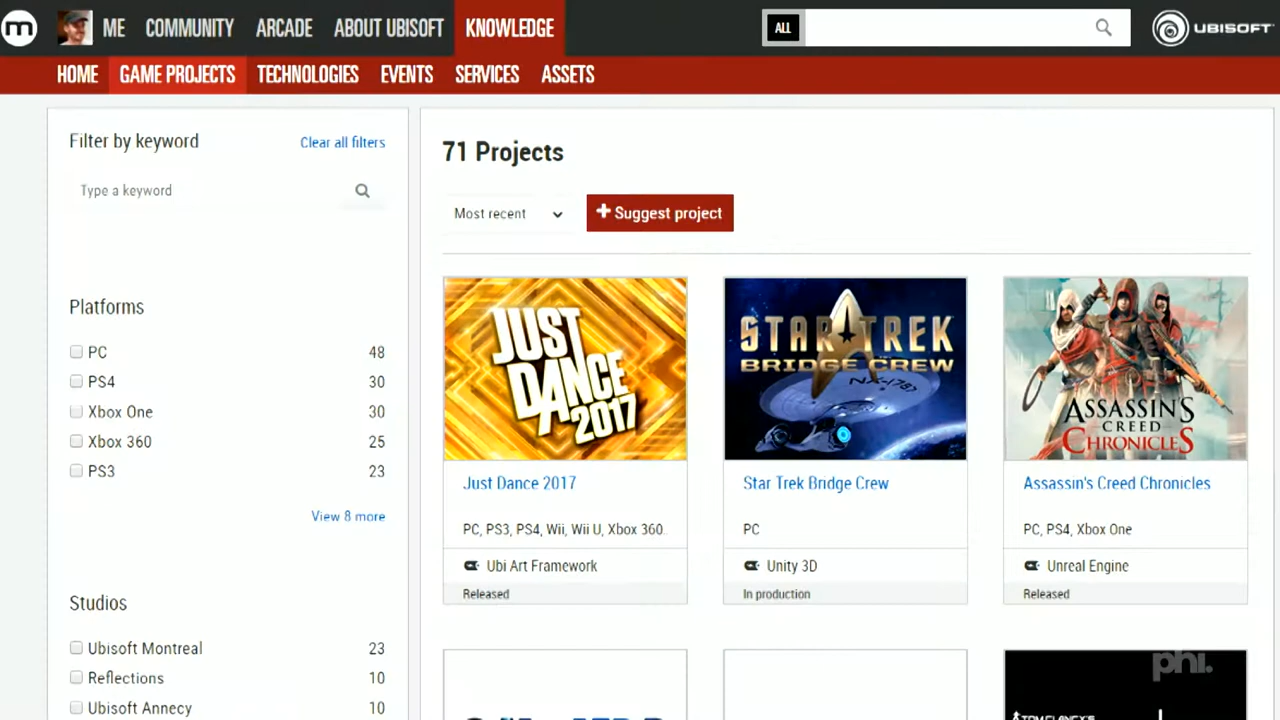 m ME COMMUNITY ARCADE ABOUT UBISOFT KNOWLEDGE ALL UBISOFT
HOME GAME PROJECTS TECHNOLOGIES EVENTS SERVICES ASSETS
Filter by keyword Clear all filters
Type a keyword
Platforms
PC 48
PS4 30
Xbox One 30
Xbox 360 25
PS3 23
View 8 more
Studios
Ubisoft Montreal 23
Reflections 10
Ubisoft Annecy 10
71 Projects
Most recent + Suggest project
JUST
DANCE
2017
Just Dance 2017
PC, PS3, PS4, Wii, Wii U, Xbox 360
Ubi Art Framework
Released
STAR TREK
BRIDGE CREW
NX-1787
Star Trek Bridge Crew
PC
Unity 3D
In production
ASSASSIN'S
CREED
CHRONICLES
Assassin's Creed Chronicles
PC, PS4, Xbox One
Unreal Engine
Released
phi.
TOM CLANCY'S